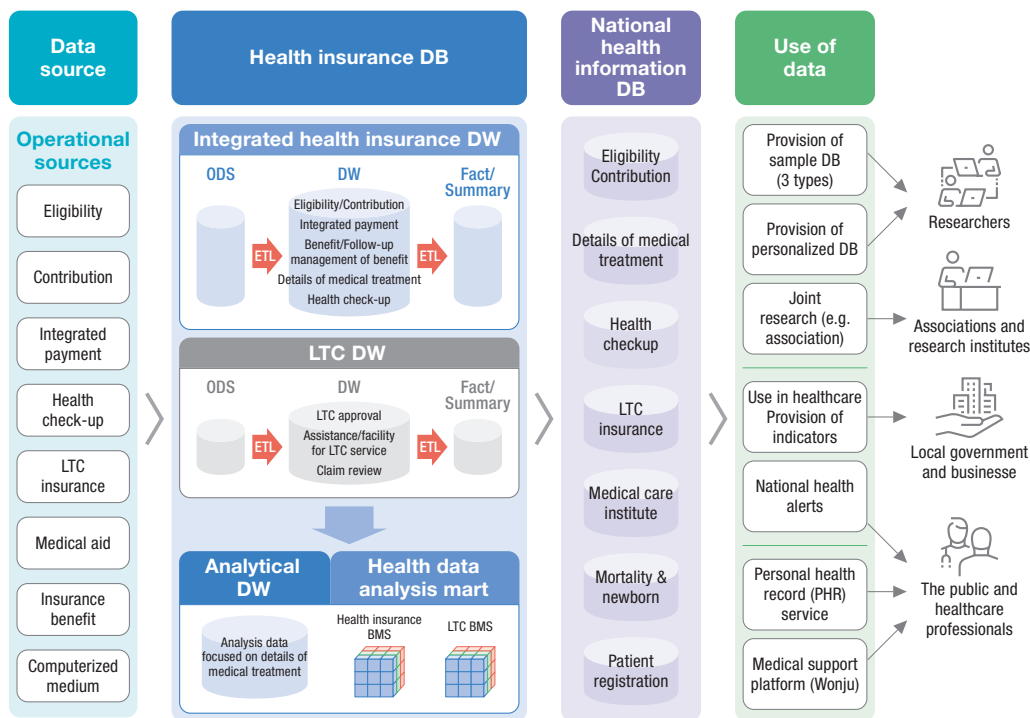 Data
source
Health insurance DB
National
health
information
DB
Use of
data
Operational
sources
Eligibility
Contribution
Integrated
payment
Health
check-up
LTC
insurance
Medical aid
Insurance
benefit
Computerized
medium
Integrated health insurance DW
ODS
DW
Fact/
Summary
ETL
Eligibility/Contribution
Integrated payment
Benefit/Follow-up
management of benefit
Details of medical treatment
Health check-up
ETL
LTC DW
ODS
DW
Fact/
Summary
ETL
LTC approval
Assistance/facility
for LTC service
Claim review
ETL
Analytical
DW
Analysis data
focused on details of
medical treatment
Health data
analysis mart
Health insurance
BMS
LTC BMS
Eligibility
Contribution
Details of medical
treatment
Health
checkup
LTC
insurance
Medical care
institute
Mortality &
newborn
Patient
registration
Provision of
sample DB
(3 types)
Provision of
personalized DB
Joint
research (e.g.
association)
Use in healthcare
Provision of
indicators
National health
alerts
Personal health
record (PHR)
service
Medical support
platform (Wonju)
Researchers
Associations and
research institutes
Local government
and businesse
The public and
healthcare
professionals